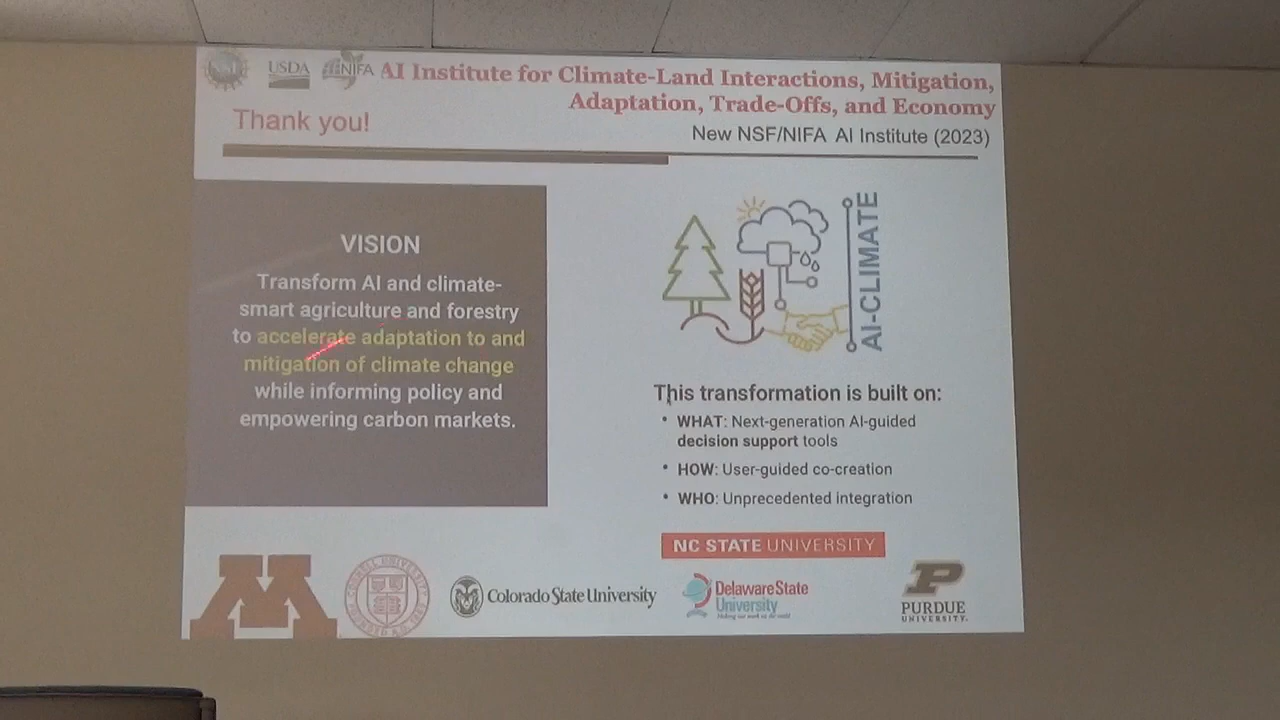 USDA
NIFA
AI Institute for Climate-Land Interactions, Mitigation,
Adaptation, Trade-Offs, and Economy
Thank you!
New NSF/NIFA AI Institute (2023)
VISION
Transform AI and climate-
smart agriculture and forestry
to accelerate adaptation to and
mitigation of climate change
while informing policy and
empowering carbon markets.
AI-CLIMATE
This transformation is built on:
• WHAT: Next-generation AI-guided
decision support tools
• HOW: User-guided co-creation
• WHO: Unprecedented integration
NC STATE UNIVERSITY
M
Colorado State University
Delaware State
University
P
PURDUE
UNIVERSITY.